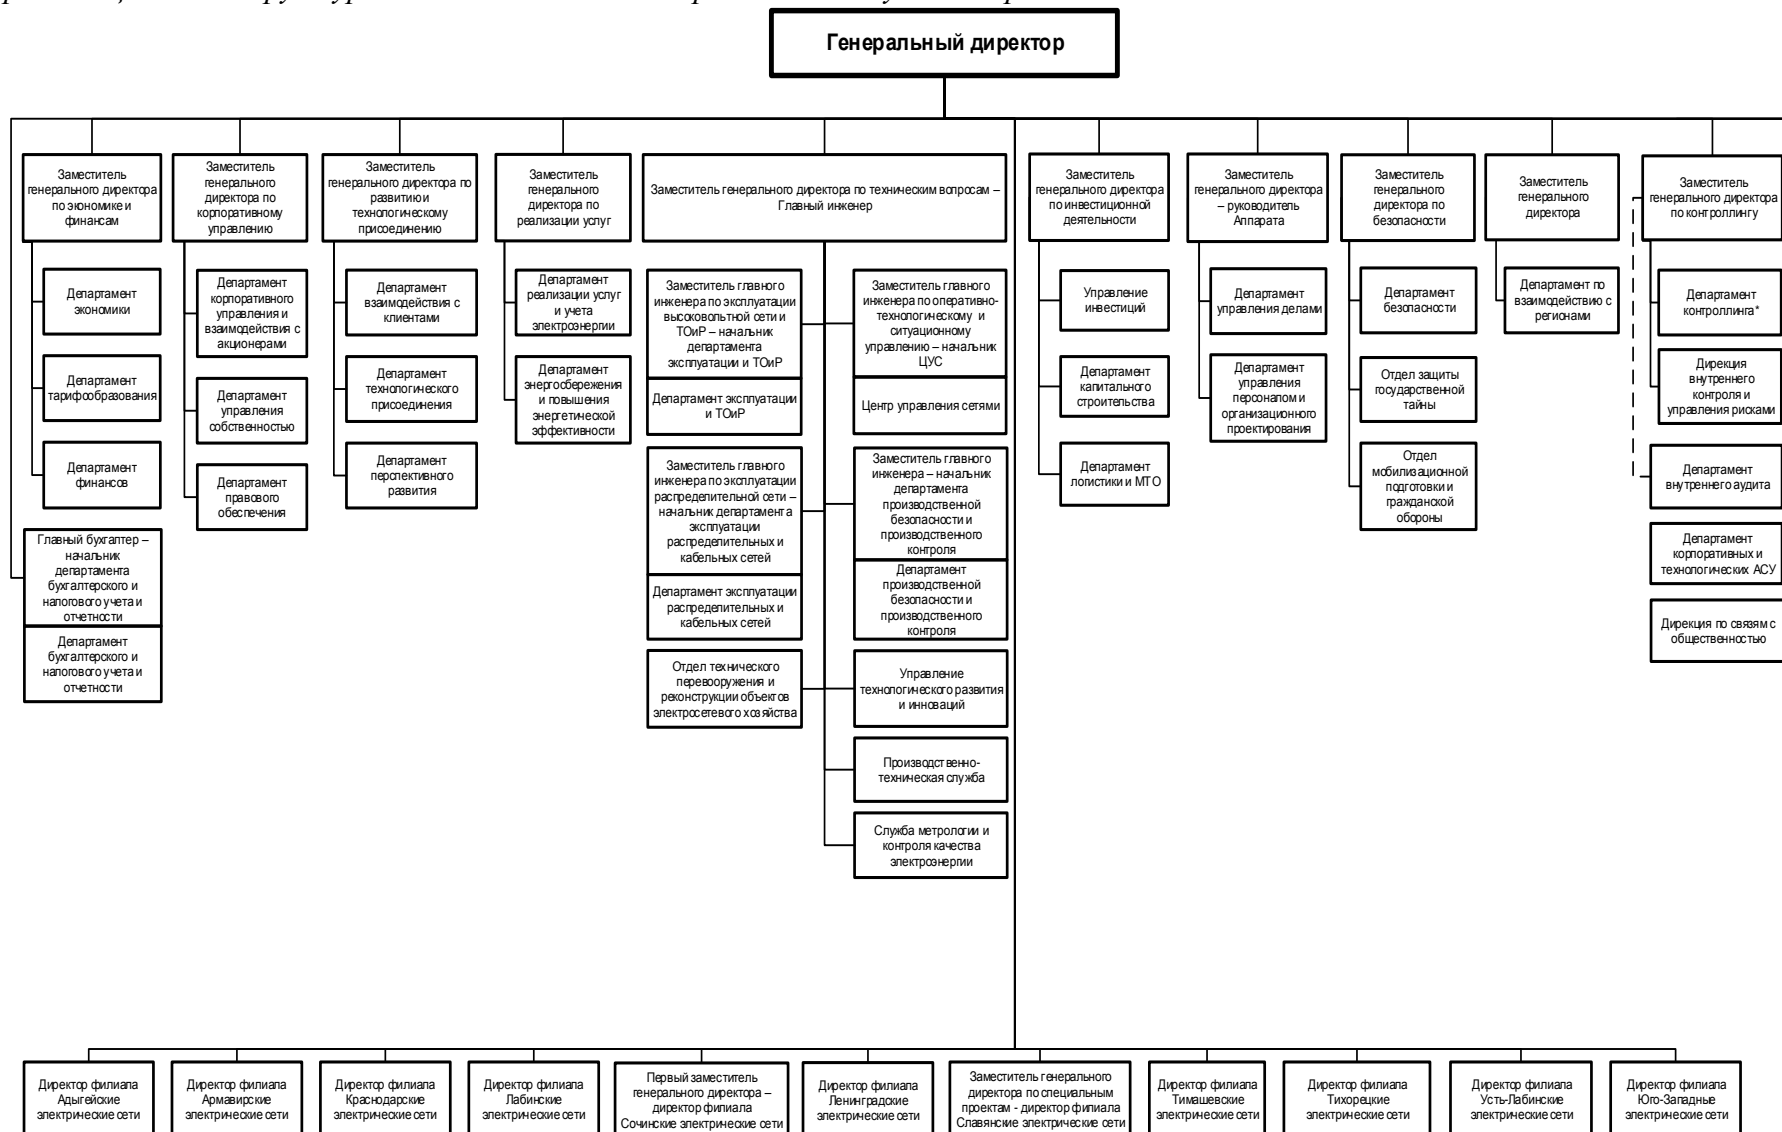 Генеральный директор
Заместитель
генерального директора
по экономике и
финансам
Заместитель
генерального
директора по
корпоративному
управлению
Заместитель
генерального директора по
развитию и
технологическому
присоединению
Заместитель
генерального
директора по
реализации услуг
Заместитель генерального директора по техническим вопросам –
Главный инженер
Заместитель
генерального директора
по инвестиционной
деятельности
Заместитель
генерального директора
– руководитель
Аппарата
Заместитель
генерального
директора по
безопасности
Заместитель
генерального
директора
Заместитель
генерального директора
по контроллингу
Департамент
экономики
Департамент
тарифообразования
Департамент
финансов
Главный бухгалтер –
начальник
департамента
бухгалтерского и
налогового учета и
отчетности
Департамент
бухгалтерского и
налогового учета и
отчетности
Департамент
корпоративного
управления и
взаимодействия с
акционерами
Департамент
управления
собственностью
Департамент
правового
обеспечения
Департамент
взаимодействия с
клиентами
Департамент
технологического
присоединения
Департамент
перспективного
развития
Департамент
реализации услуг
и учета
электроэнергии
Департамент
энергосбережения
и повышения
энергетической
эффективности
Заместитель главного
инженера по эксплуатации
высоковольтной сети и
ТОиР – начальник
департамента
эксплуатации и ТОиР
Департамент эксплуатации
и ТОиР
Заместитель главного
инженера по эксплуатации
распределительной сети –
начальник департамента
эксплуатации
распределительных и
кабельных сетей
Департамент эксплуатации
распределительных и
кабельных сетей
Отдел технического
перевооружения и
реконструкции объектов
электросетевого хозяйства
Заместитель главного
инженера по оперативно-
технологическому и
ситуационному
управлению – начальник
ЦУС
Центр управления сетями
Заместитель главного
инженера – начальник
департамента
производственной
безопасности и
производственного
контроля
Департамент
производственной
безопасности и
производственного
контроля
Управление
технологического развития
и инноваций
Производственно-
техническая служба
Служба метрологии и
контроля качества
электроэнергии
Управление
инвестиций
Департамент
капитального
строительства
Департамент
логистики и МТО
Департамент
управления делами
Департамент
управления
персоналом и
организационного
проектирования
Департамент
безопасности
Отдел защиты
государственной
тайны
Отдел
мобилизационной
подготовки и
гражданской
обороны
Департамент по
взаимодействию с
регионами
Департамент
контроллинга*
Дирекция
внутреннего
контроля и
управления рисками
Департамент
внутреннего аудита
Департамент
корпоративных и
технологических АСУ
Дирекция по связям с
общественностью
Директор филиала
Адыгейские
электрические сети
Директор филиала
Армавирские
электрические сети
Директор филиала
Краснодарские
электрические сети
Директор филиала
Лабинские
электрические сети
Первый заместитель
генерального директора –
директор филиала
Сочинские электрические сети
Директор филиала
Ленинградские
электрические сети
Заместитель генерального
директора по специальным
проектам - директор филиала
Славянские электрические сети
Директор филиала
Тимашевские
электрические сети
Директор филиала
Тихорецкие
электрические сети
Директор филиала
Усть-Лабинские
электрические сети
Директор филиала
Юго-Западные
электрические сети